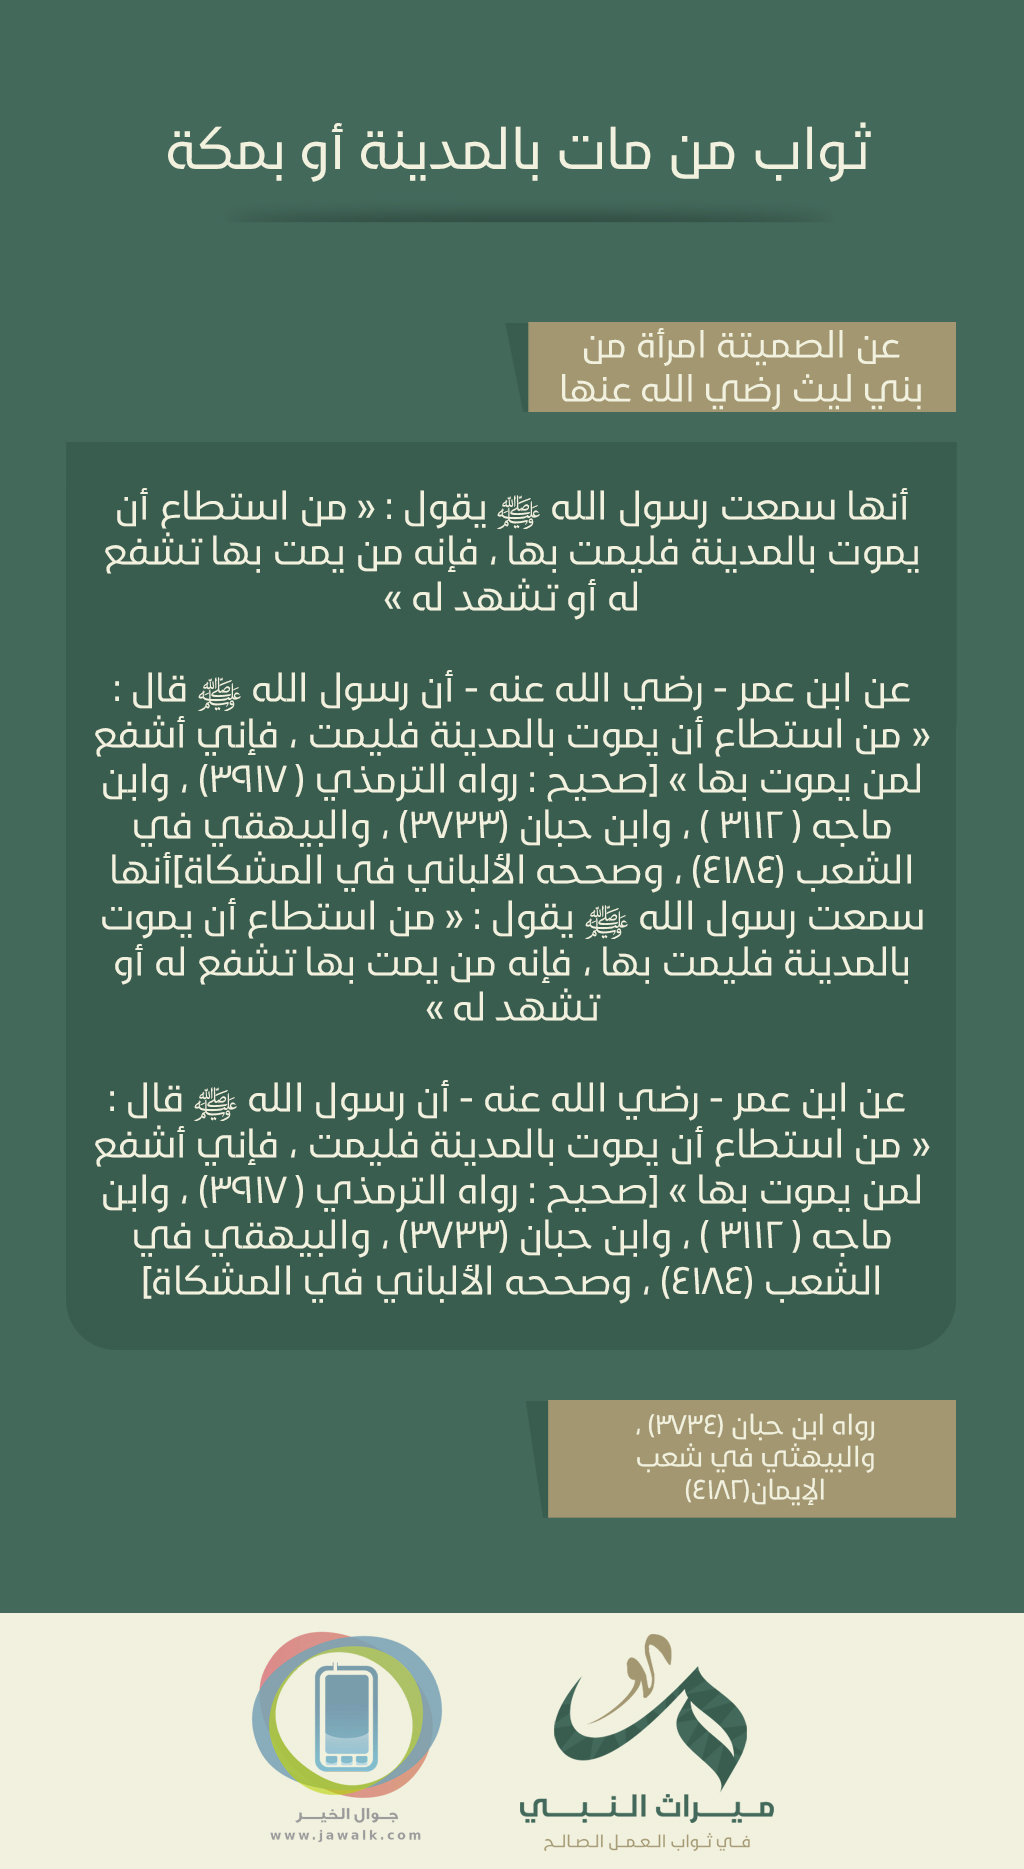 ثواب من مات بالمدينة أو بمكة
عن الصميتة امرأة من
بني ليث رضي الله عنها
أنها سمعت رسول الله ﷺ يقول : « من استطاع أن
يموت بالمدينة فليمت بها ، فإنه من يمت بها تشفع
له أو تشهد له »
عن ابن عمر - رضي الله عنه - أن رسول الله ﷺ قال :
« من استطاع أن يموت بالمدينة فليمت ، فإني أشفع
لمن يموت بها » [صحيح : رواه الترمذي ( ٣٩١٧) ، وابن
ماجه ( ٣١١٢ ) ، وابن حبان (٣٧٣٣) ، والبيهقي في
الشعب (٤١٨٤) ، وصححه الألباني في المشكاة]أنها
سمعت رسول الله ﷺ يقول : « من استطاع أن يموت
بالمدينة فليمت بها ، فإنه من يمت بها تشفع له أو
تشهد له »
عن ابن عمر - رضي الله عنه - أن رسول الله ﷺ قال :
« من استطاع أن يموت بالمدينة فليمت ، فإني أشفع
لمن يموت بها » [صحيح : رواه الترمذي ( ٣٩١٧) ، وابن
ماجه ( ٣١١٢ ) ، وابن حبان (٣٧٣٣) ، والبيهقي في
الشعب (٤١٨٤) ، وصححه الألباني في المشكاة]
رواه ابن حبان (٣٧٣٤) ،
والبيهثي في شعب
الإيمان(٤١٨٢)
ميراث النبي
في ثواب العمل الصالح
جوال الخير
www.jawalk.com